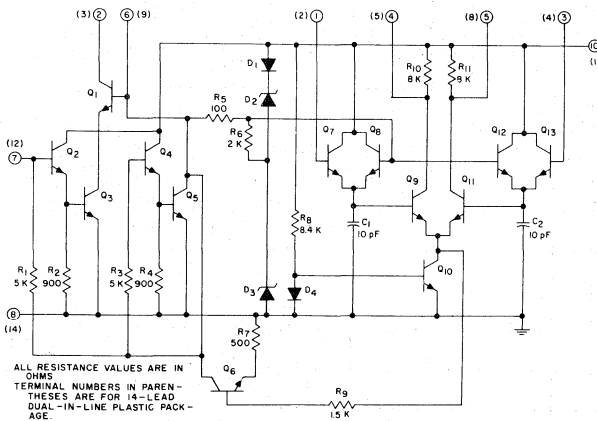 (3) 2
6 (9)
(2) 1
(5) 4
(8) 5
(4) 3
10
(1
D1
R10
8K
R11
8K
Q1
D2
R5
100
Q7
Q8
Q12
Q13
R6
2 K
(12)
7
Q2
Q4
Q3
Q5
Q9
Q11
R8
8.4 K
C1
10 pF
C2
10 pF
Q10
R1
5 K
R2
900
R3
5 K
R4
900
D3
D4
8
(14)
R7
500
Q6
R9
1.5 K
ALL RESISTANCE VALUES ARE IN
OHMS
TERMINAL NUMBERS IN PAREN-
THESES ARE FOR 14-LEAD
DUAL-IN-LINE PLASTIC PACK-
AGE.